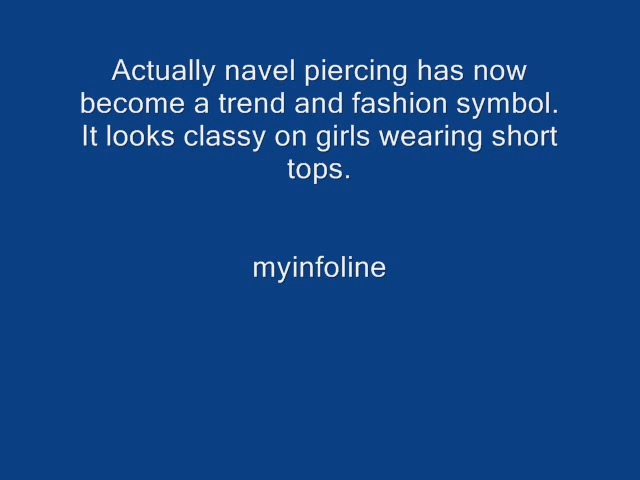 Actually navel piercing has now
become a trend and fashion symbol.
It looks classy on girls wearing short
tops.
myinfoline